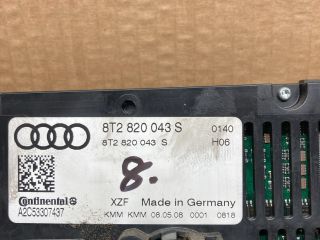 8T2 820 043 S 0140
8T2 820 043 S H06
8.
Continental
A2C53307437
XZF Made in Germany
KMM KMM 08.05.08 0001 0818